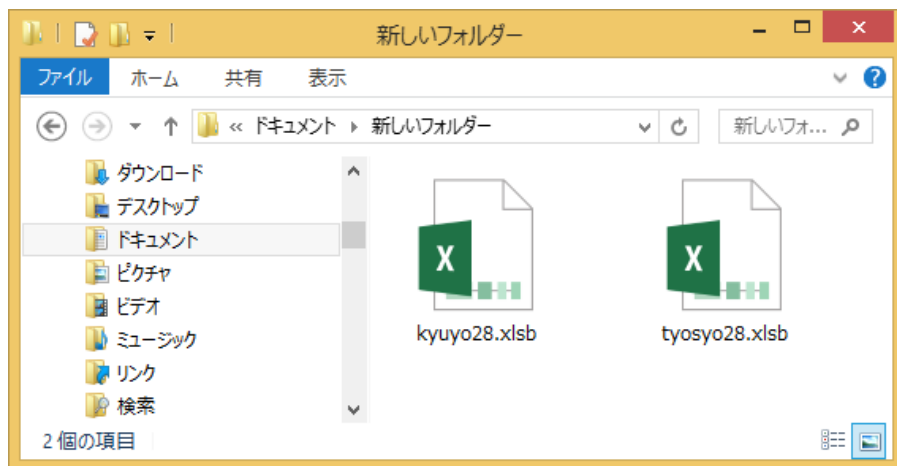 新しいフォルダー
ファイル ホーム 共有 表示
« ドキュメント 新しいフォルダー 新しいフォ...
ダウンロード
デスクトップ
ドキュメント
ピクチャ
ビデオ
ミュージック
リンク
検索
X X
kyuyo28.xlsb tyosyo28.xlsb
2 個の項目